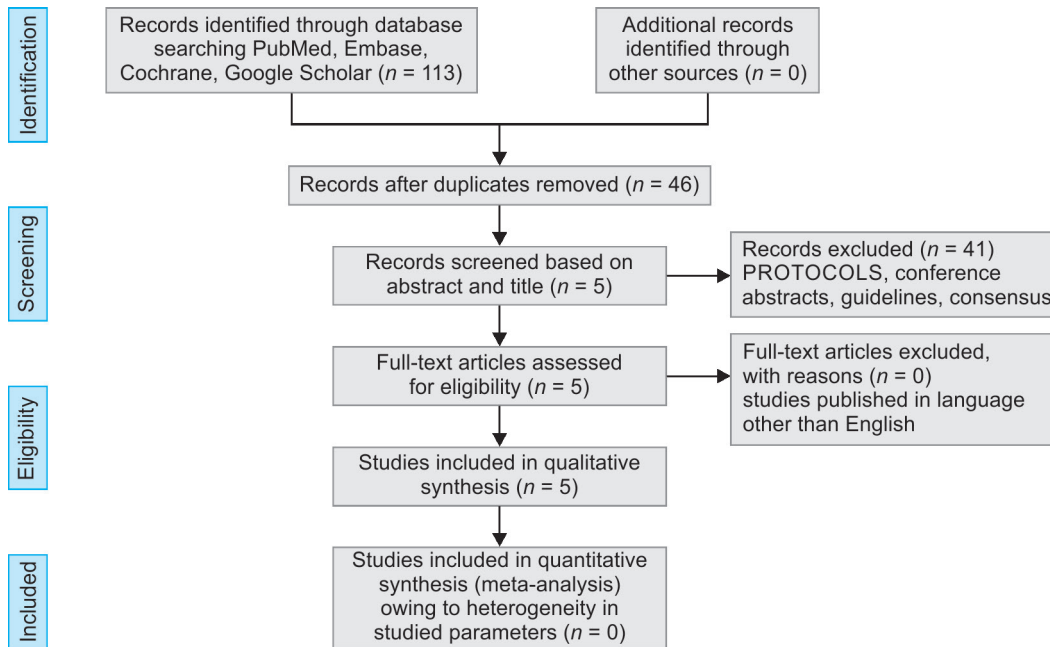 Identification
Records identified through database
searching PubMed, Embase,
Cochrane, Google Scholar (n = 113)
Additional records
identified through
other sources (n = 0)
Records after duplicates removed (n = 46)
Screening
Records screened based on
abstract and title (n = 5)
Records excluded (n = 41)
PROTOCOLS, conference
abstracts, guidelines, consensus
Eligibility
Full-text articles assessed
for eligibility (n = 5)
Full-text articles excluded,
with reasons (n = 0)
studies published in language
other than English
Studies included in qualitative
synthesis (n = 5)
Included
Studies included in quantitative
synthesis (meta-analysis)
owing to heterogeneity in
studied parameters (n = 0)